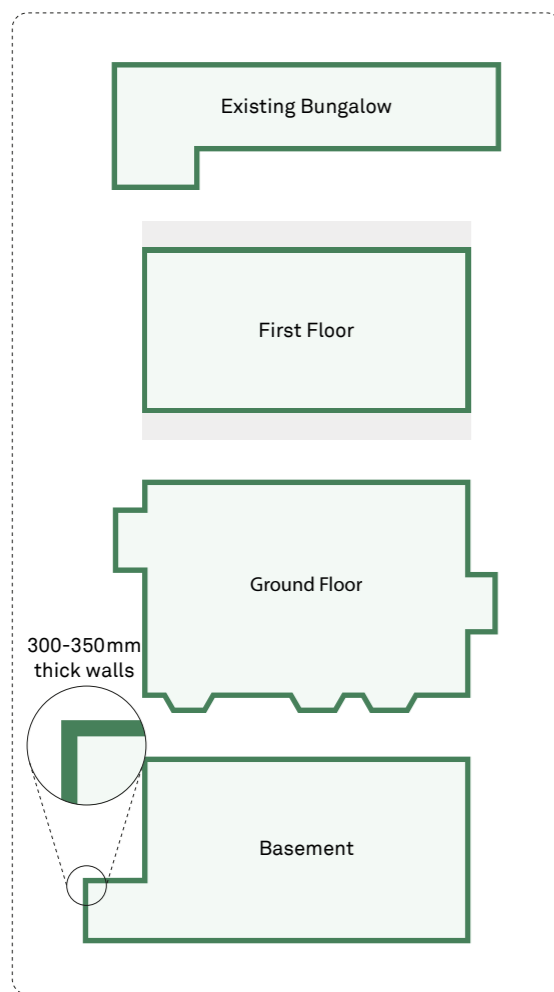 Existing Bungalow
First Floor
Ground Floor
300-350mm
thick walls
Basement